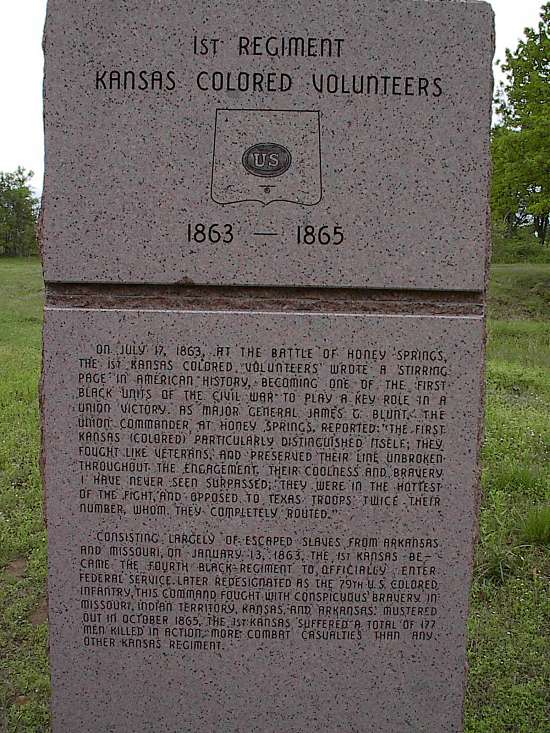 1ST REGIMENT
KANSAS COLORED VOLUNTEERS
US
1863 — 1865
ON JULY 17, 1863, AT THE BATTLE OF HONEY SPRINGS,
THE 1ST KANSAS COLORED VOLUNTEERS WROTE A STIRRING
PAGE IN AMERICAN HISTORY, BECOMING ONE OF THE FIRST
BLACK UNITS OF THE CIVIL WAR TO PLAY A KEY ROLE IN A
UNION VICTORY. AS MAJOR GENERAL JAMES G. BLUNT, THE
UNION COMMANDER AT HONEY SPRINGS, REPORTED: "THE FIRST
KANSAS (COLORED) PARTICULARLY DISTINGUISHED ITSELF; THEY
FOUGHT LIKE VETERANS, AND PRESERVED THEIR LINE UNBROKEN
THROUGHOUT THE ENGAGEMENT. THEIR COOLNESS AND BRAVERY
I HAVE NEVER SEEN SURPASSED; THEY WERE IN THE HOTTEST
OF THE FIGHT, AND OPPOSED TO TEXAS TROOPS TWICE THEIR
NUMBER, WHOM THEY COMPLETELY ROUTED."
CONSISTING LARGELY OF ESCAPED SLAVES FROM ARKANSAS
AND MISSOURI, ON JANUARY 13, 1863, THE 1ST KANSAS BE-
CAME THE FOURTH BLACK REGIMENT TO OFFICIALLY ENTER
FEDERAL SERVICE. LATER REDESIGNATED AS THE 79TH U.S. COLORED
INFANTRY, THIS COMMAND FOUGHT WITH CONSPICUOUS BRAVERY IN
MISSOURI, INDIAN TERRITORY, KANSAS, AND ARKANSAS. MUSTERED
OUT IN OCTOBER 1865, THE 1ST KANSAS SUFFERED A TOTAL OF 177
MEN KILLED IN ACTION, MORE COMBAT CASUALTIES THAN ANY
OTHER KANSAS REGIMENT.